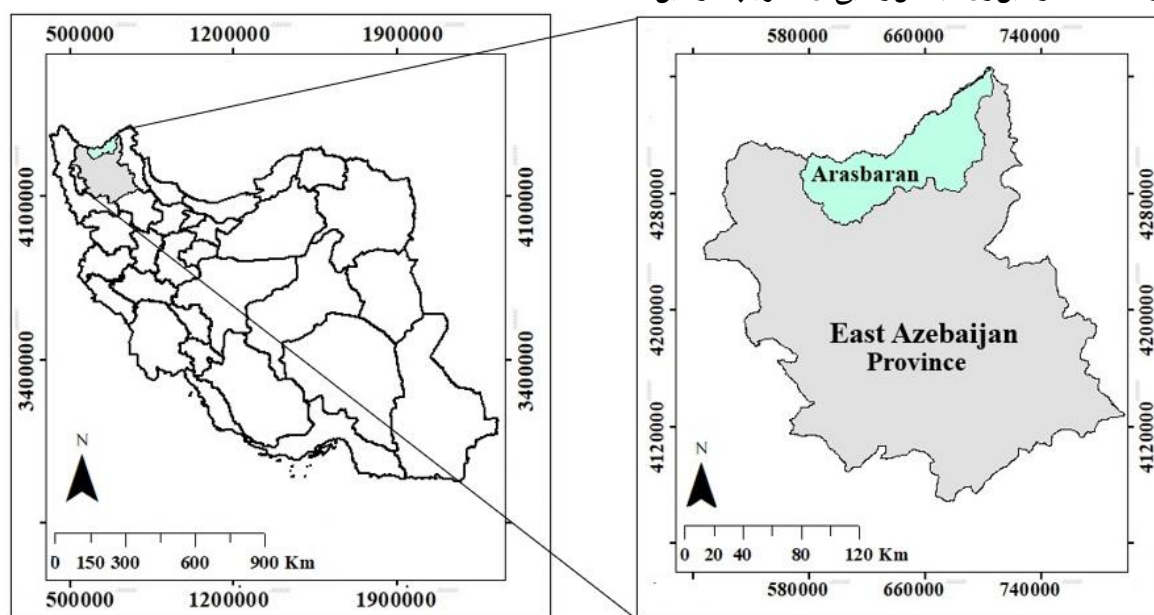 500000 1200000 1900000
4100000 4100000
3400000 3400000
N
0 150 300 600 900 Km
500000 1200000 1900000
580000 660000 740000
4280000 4280000
4200000 4200000
4120000 4120000
Arasbaran
East Azebaijan
Province
N
0 20 40 80 120 Km
580000 660000 740000